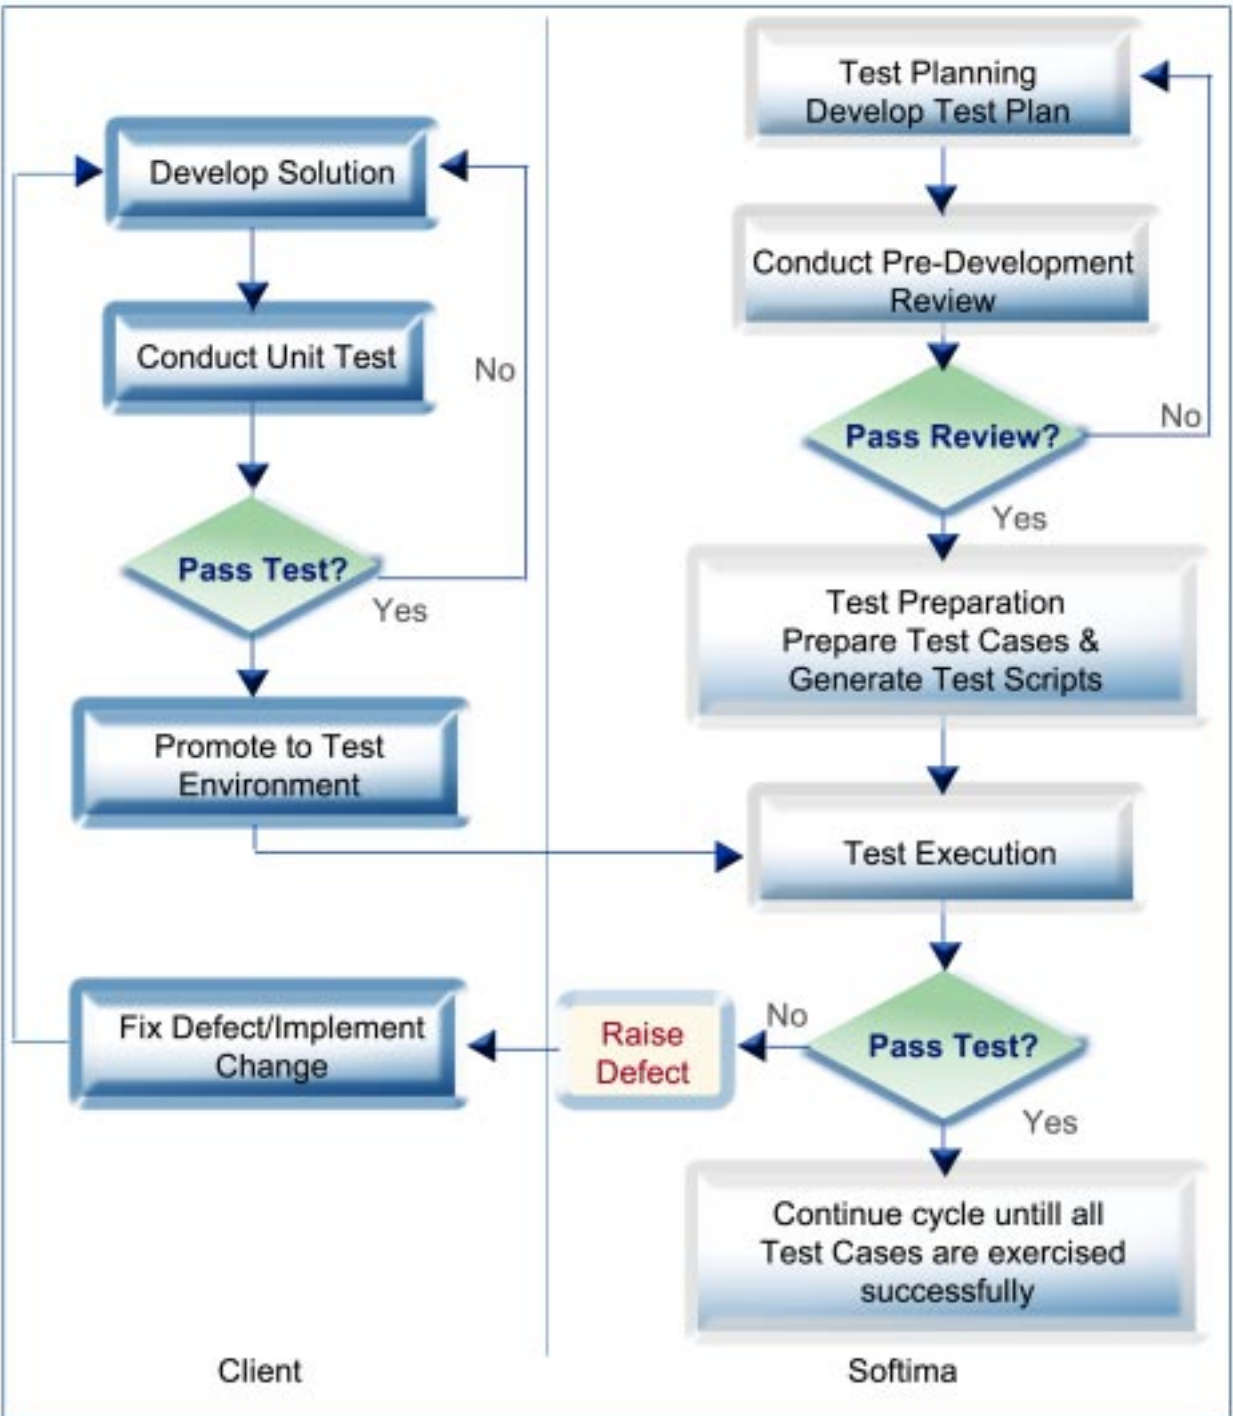 Develop Solution
Conduct Unit Test
No
Pass Test?
Yes
Promote to Test
Environment
Fix Defect/Implement
Change
Client
Test Planning
Develop Test Plan
Conduct Pre-Development
Review
Pass Review?
No
Yes
Test Preparation
Prepare Test Cases &
Generate Test Scripts
Test Execution
Pass Test?
No
Raise
Defect
Yes
Continue cycle untill all
Test Cases are exercised
successfully
Softima